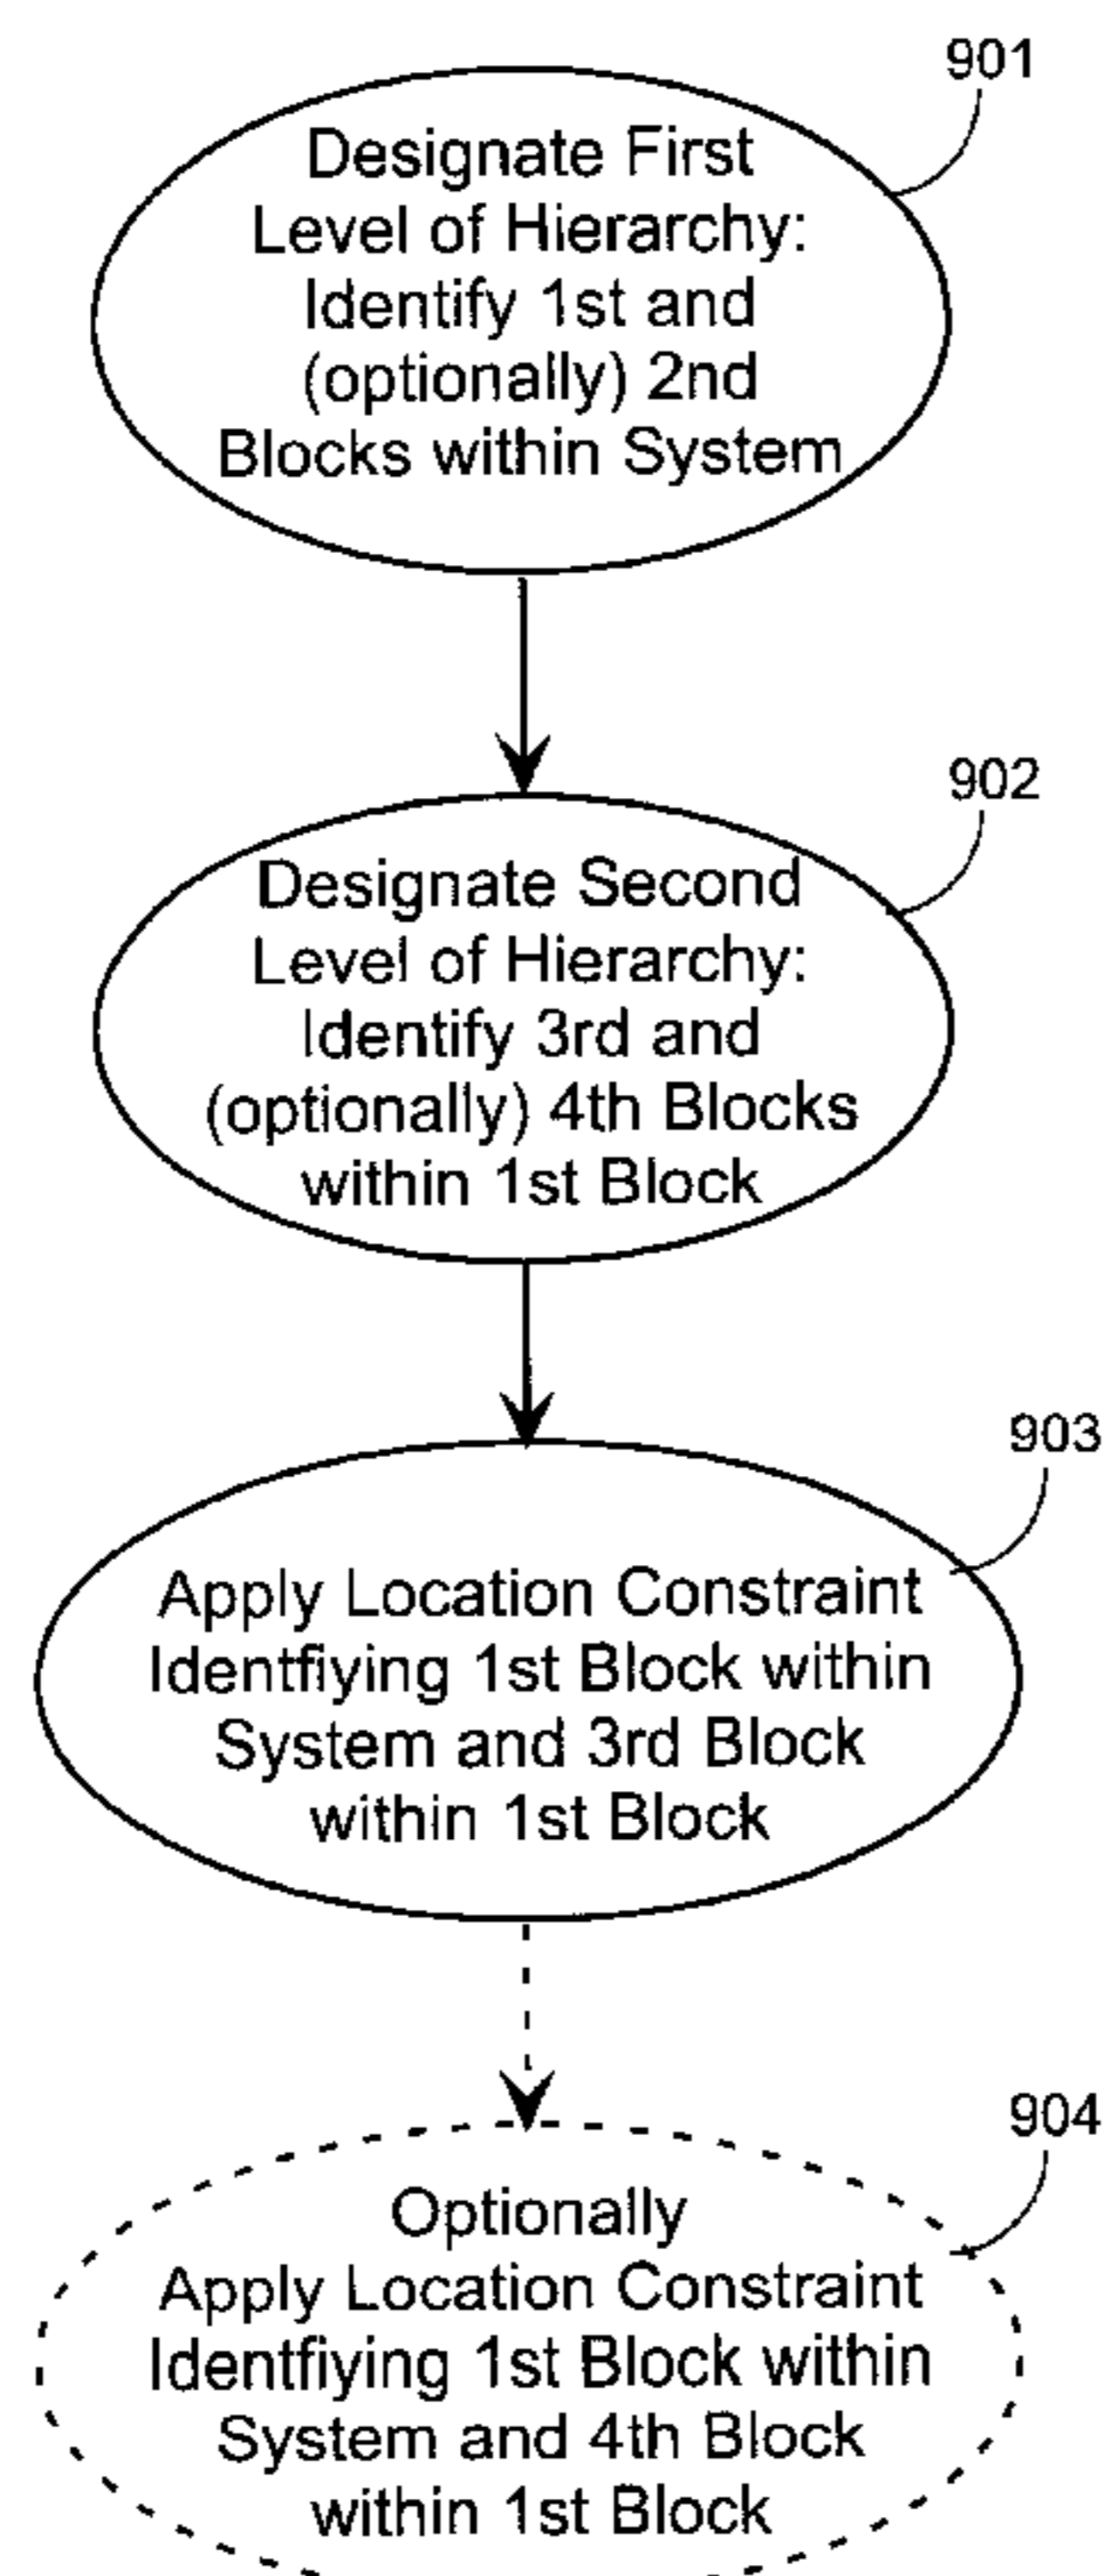 901
Designate First
Level of Hierarchy:
Identify 1st and
(optionally) 2nd
Blocks within System
902
Designate Second
Level of Hierarchy:
Identify 3rd and
(optionally) 4th Blocks
within 1st Block
903
Apply Location Constraint
Identfiying 1st Block within
System and 3rd Block
within 1st Block
904
Optionally
Apply Location Constraint
Identfiying 1st Block within
System and 4th Block
within 1st Block